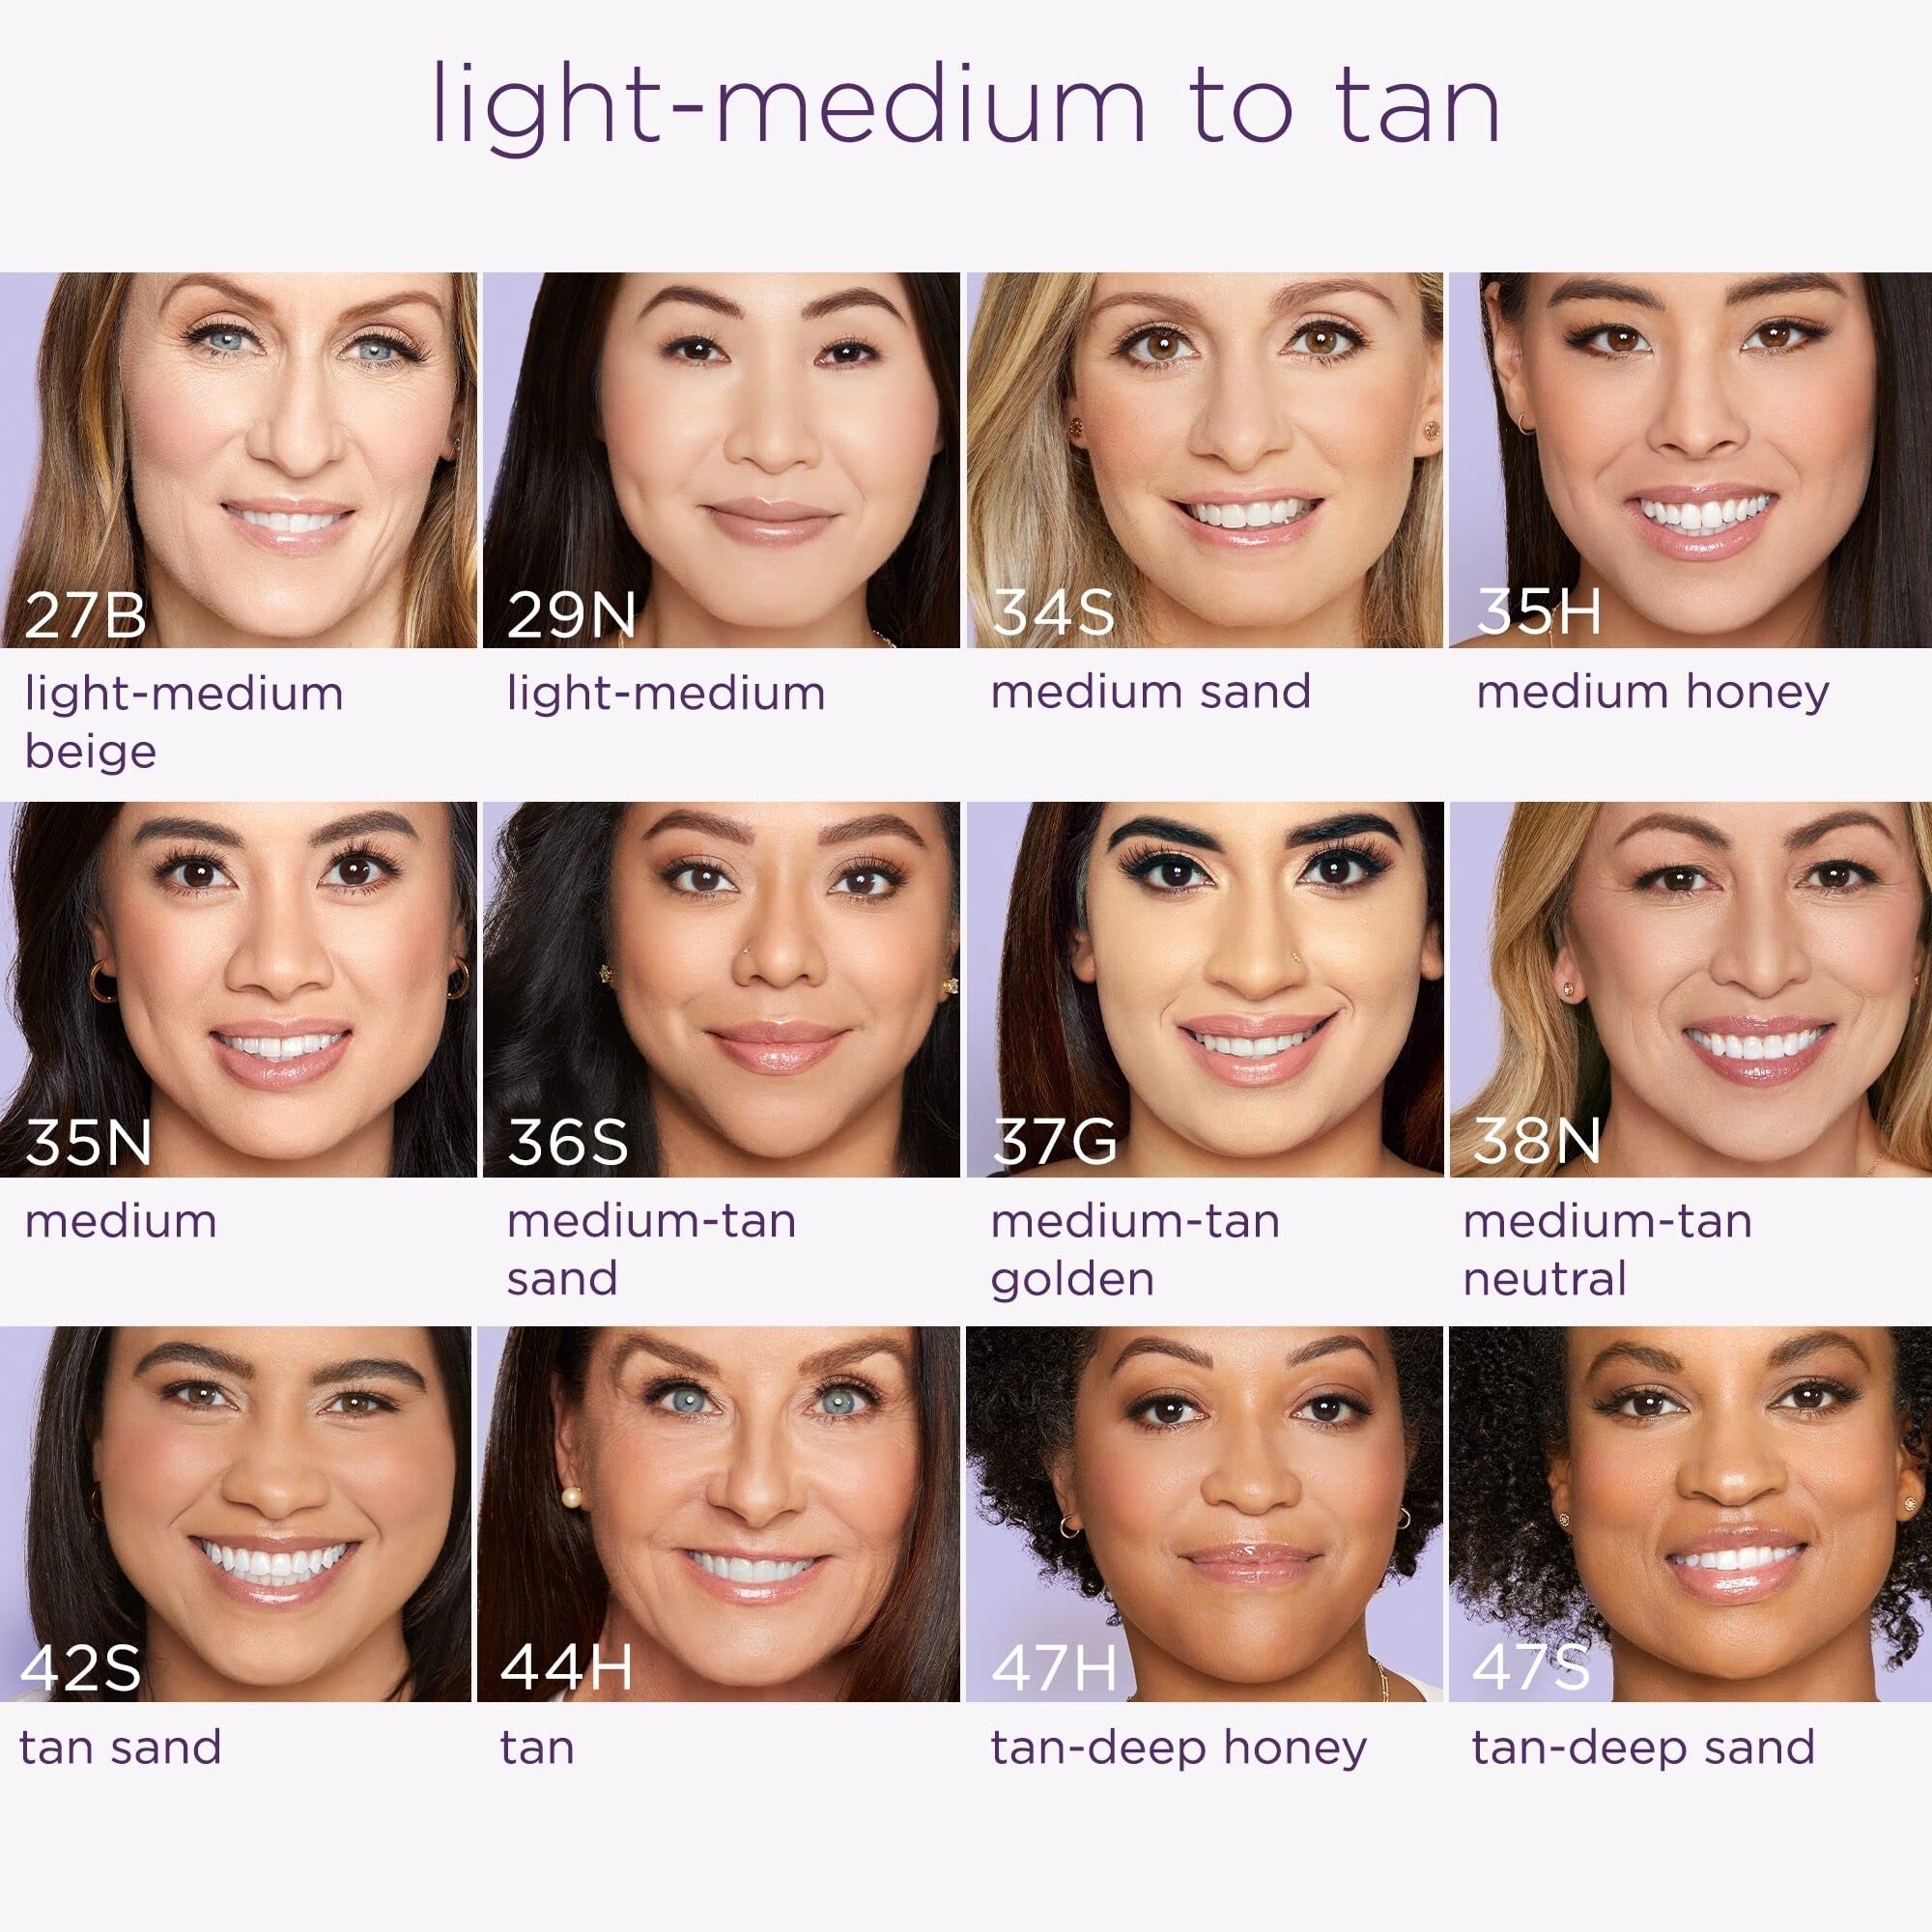 light-medium to tan
27B
29N
34S
35H
light-medium
beige
light-medium
medium sand
medium honey
35N
36S
37G
38N
medium
medium-tan
sand
medium-tan
golden
medium-tan
neutral
42S
44H
47H
47S
tan sand
tan
tan-deep honey
tan-deep sand